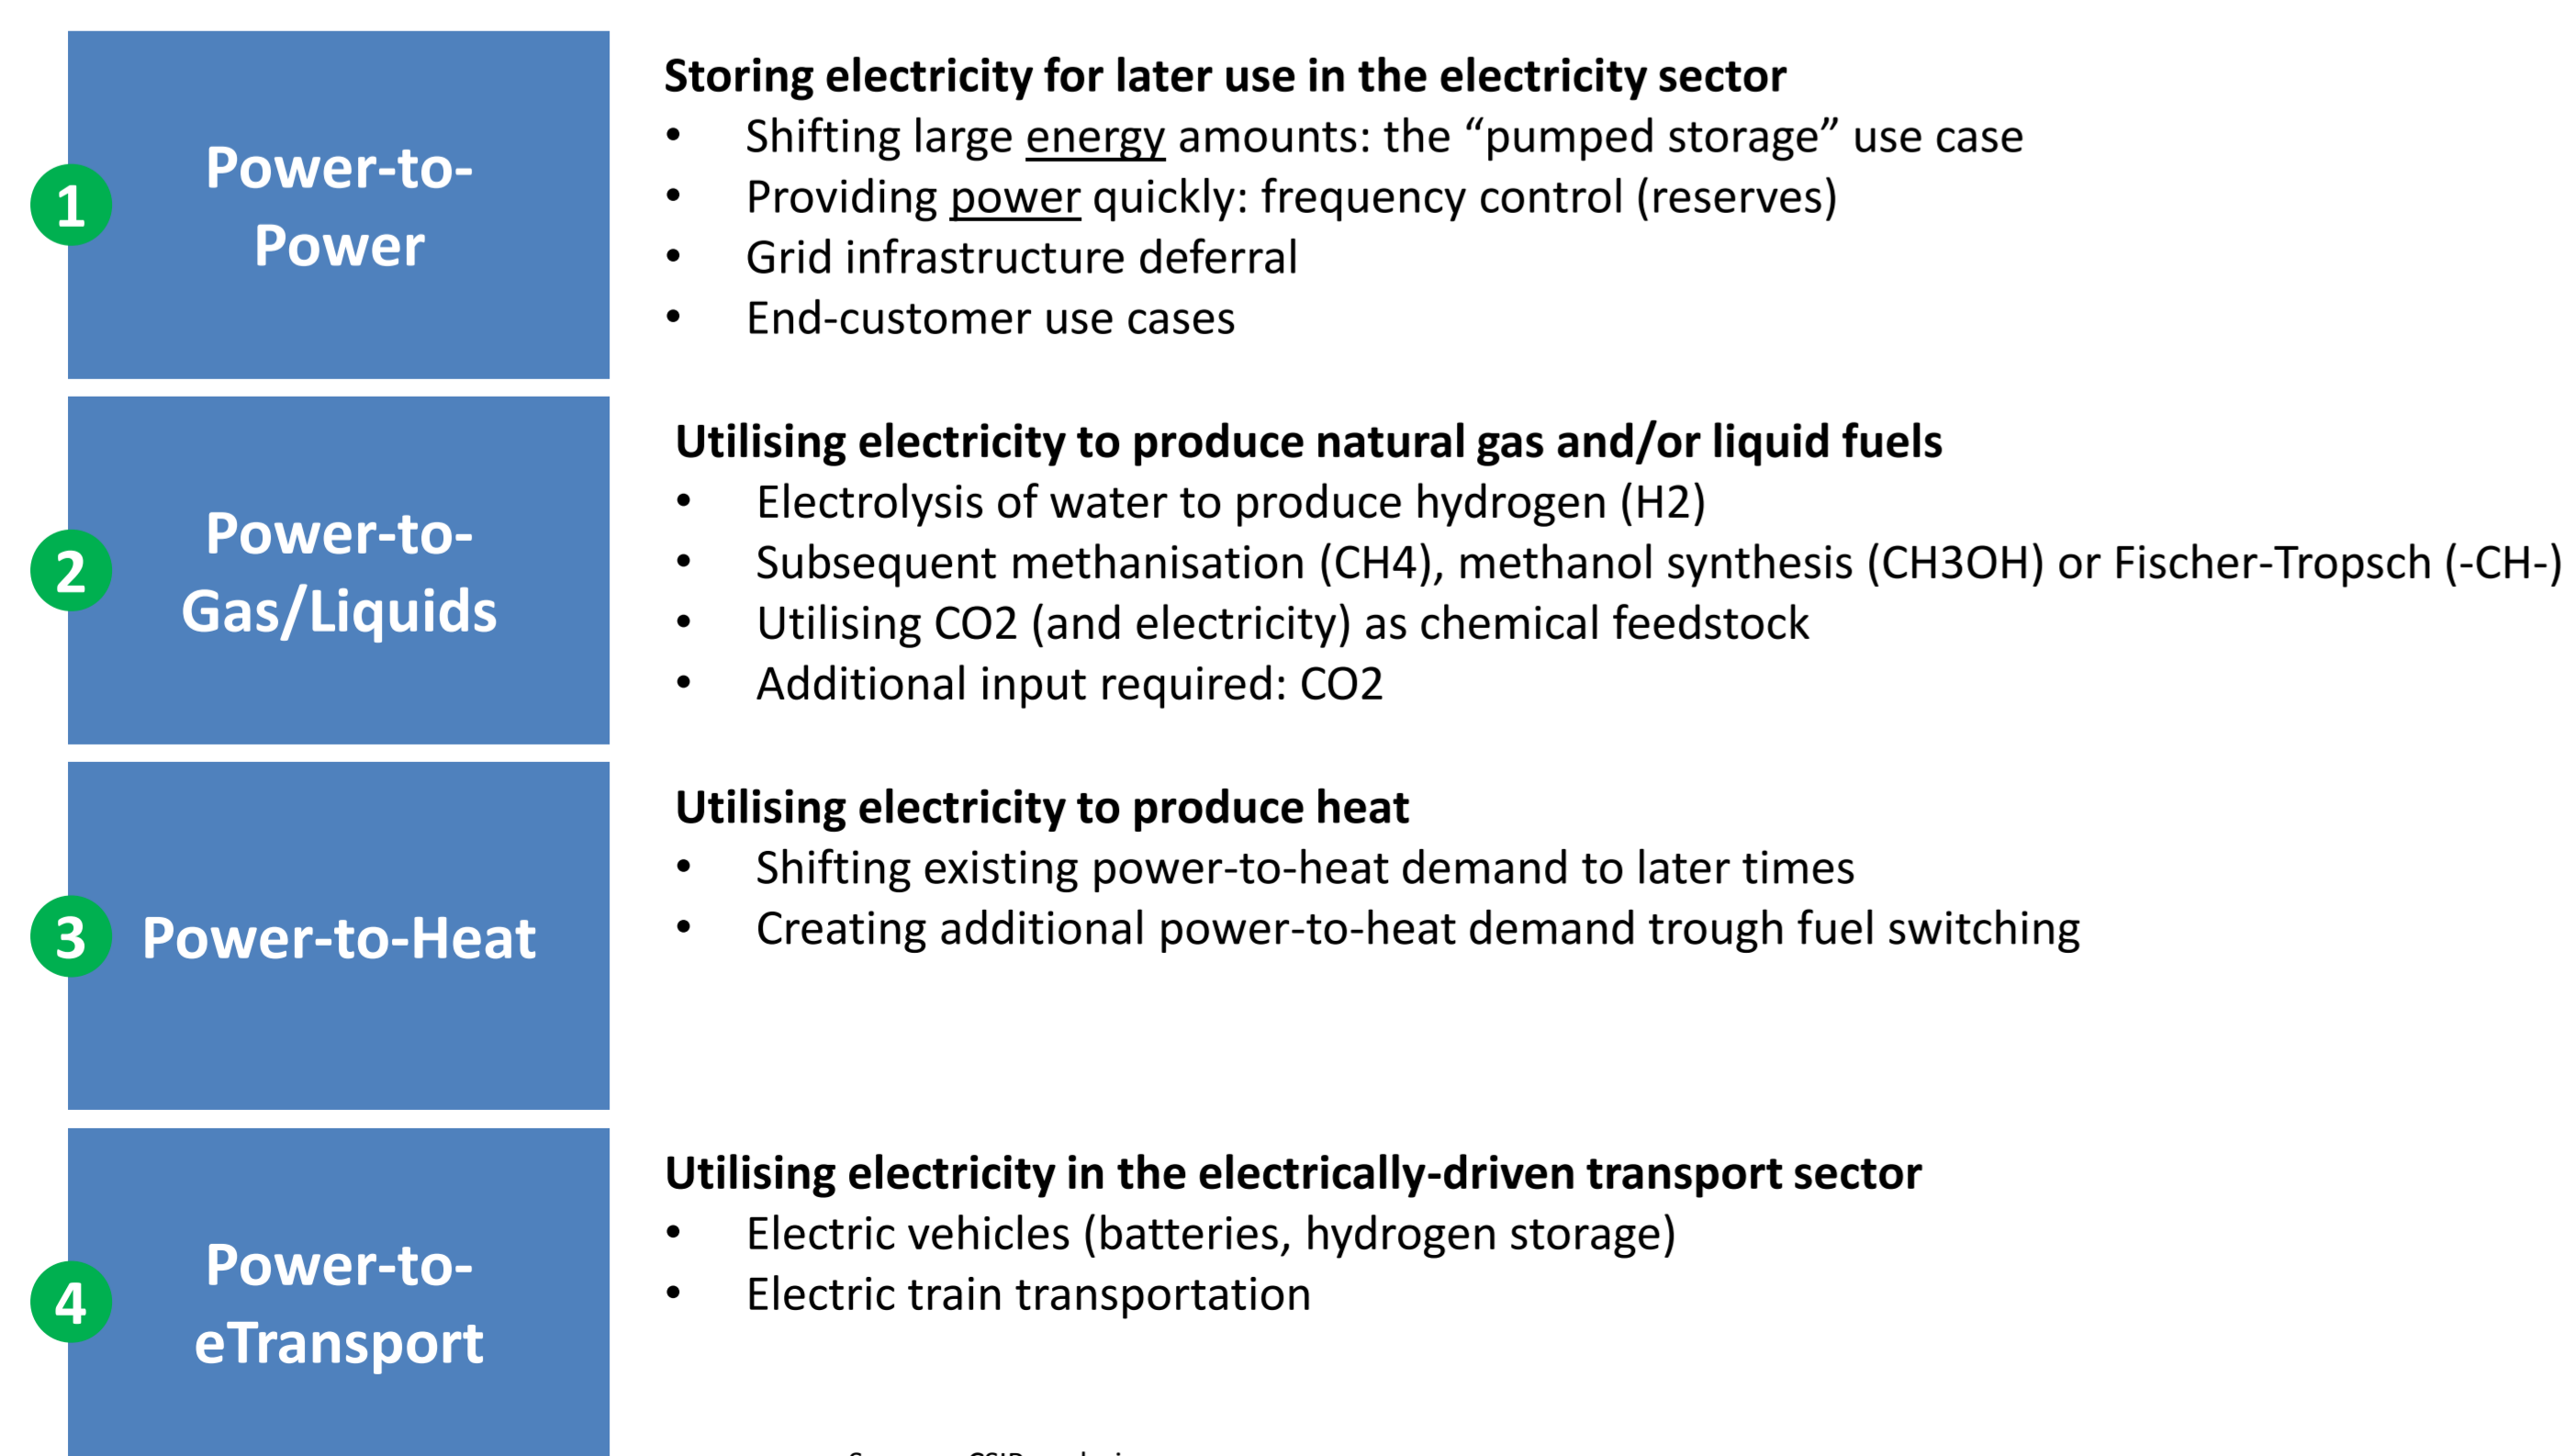 1
Power-to-
Power
Storing electricity for later use in the electricity sector
• Shifting large energy amounts: the “pumped storage” use case
• Providing power quickly: frequency control (reserves)
• Grid infrastructure deferral
• End-customer use cases
2
Power-to-
Gas/Liquids
Utilising electricity to produce natural gas and/or liquid fuels
• Electrolysis of water to produce hydrogen (H2)
• Subsequent methanisation (CH4), methanol synthesis (CH3OH) or Fischer-Tropsch (-CH-)
• Utilising CO2 (and electricity) as chemical feedstock
• Additional input required: CO2
3
Power-to-Heat
Utilising electricity to produce heat
• Shifting existing power-to-heat demand to later times
• Creating additional power-to-heat demand trough fuel switching
4
Power-to-
eTransport
Utilising electricity in the electrically-driven transport sector
• Electric vehicles (batteries, hydrogen storage)
• Electric train transportation